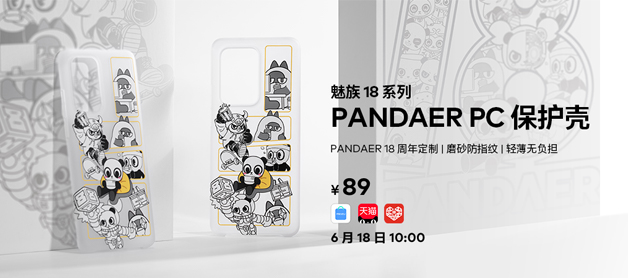 魅族 18 系列
PANDAER PC 保护壳
PANDAER 18 周年定制 | 磨砂防指纹 | 轻薄无负担
¥89
天猫
6 月 18 日 10:00